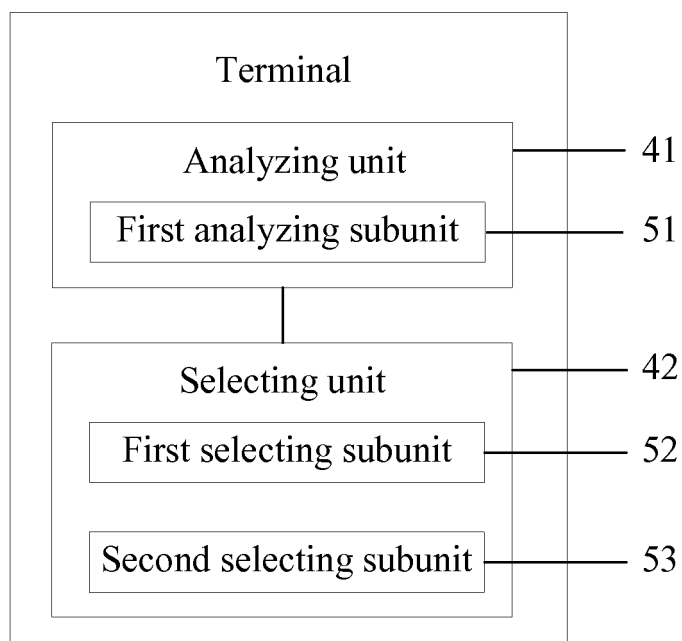 Terminal
Analyzing unit
41
First analyzing subunit
51
Selecting unit
42
First selecting subunit
52
Second selecting subunit
53